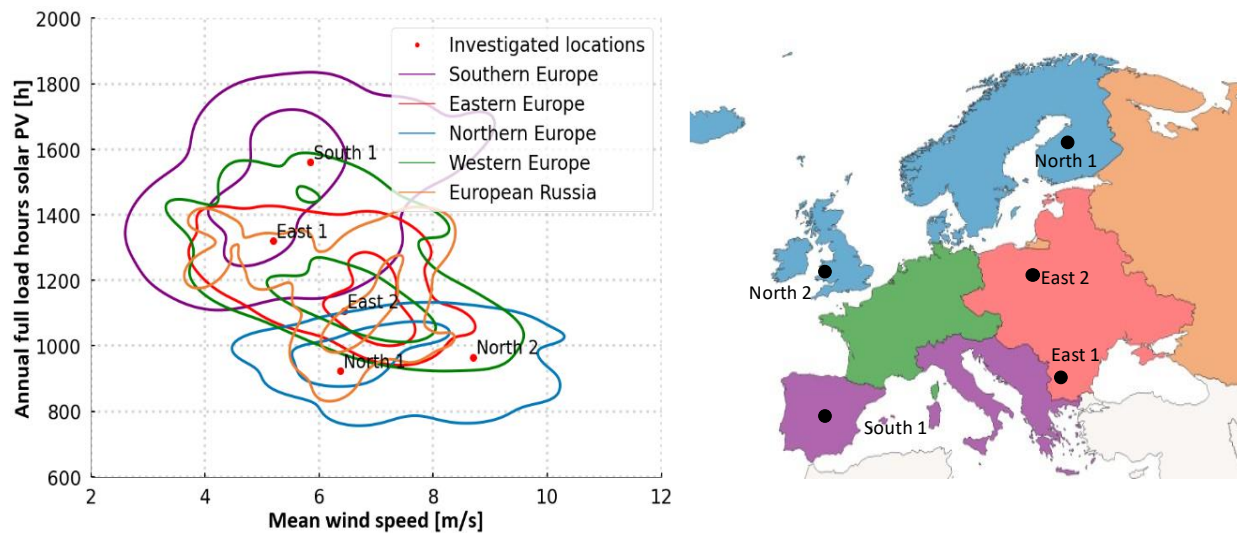 Annual full load hours solar PV [h]
2000
1800
1600
1400
1200
1000
800
600
2 4 6 8 10 12
Mean wind speed [m/s]
Investigated locations
Southern Europe
Eastern Europe
Northern Europe
Western Europe
European Russia
South 1
East 1
East 2
North 1
North 2
North 1
North 2
East 2
East 1
South 1